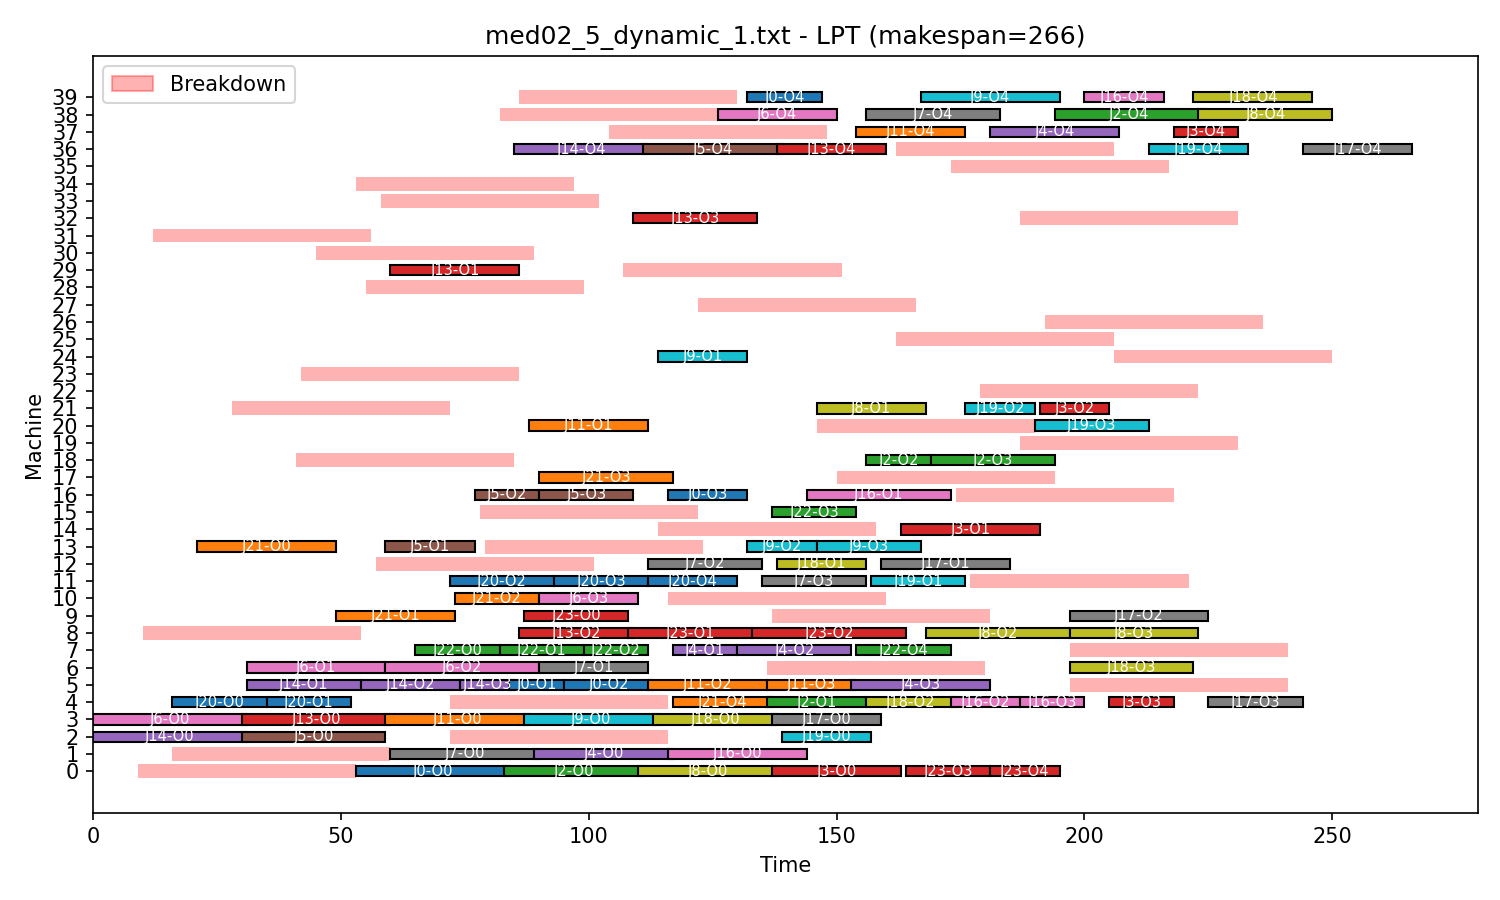 med02_5_dynamic_1.txt - LPT (makespan=266)
Breakdown
Machine
39 J0-O4 J9-O4 J16-O4 J18-O4
38 J6-O4 J7-O4 J2-O4 J8-O4
37 J11-O4 J4-O4 J3-O4
36 J14-O4 J5-O4 J13-O4 J19-O4 J17-O4
35
34
33
32 J13-O3
31
30
29 J13-O1
28
27
26
25
24 J9-O1
23
22
21 J8-O1 J19-O2 J3-O2
20 J11-O1 J19-O3
19
18 J2-O2 J2-O3
17 J21-O3
16 J5-O2 J5-O3 J0-O3 J16-O1
15 J22-O3
14 J3-O1
13 J21-O0 J5-O1 J9-O2 J9-O3
12 J7-O2 J18-O1 J17-O1
11 J20-O2 J20-O3 J20-O4 J7-O3 J19-O1
10 J21-O2 J6-O3
9 J21-O1 J23-O0 J17-O2
8 J13-O2 J23-O1 J23-O2 J8-O2 J8-O3
7 J22-O0 J22-O1 J22-O2 J4-O1 J4-O2 J22-O4
6 J6-O1 J6-O2 J7-O1 J18-O3
5 J14-O1 J14-O2 J14-O3 J0-O1 J0-O2 J11-O2 J11-O3 J4-O3
4 J20-O0 J20-O1 J21-O4 J2-O1 J18-O2 J16-O2 J16-O3 J3-O3 J17-O3
3 J6-O0 J13-O0 J11-O0 J9-O0 J18-O0 J17-O0
2 J14-O0 J5-O0 J19-O0
1 J7-O0 J4-O0 J16-O0
0 J0-O0 J2-O0 J8-O0 J3-O0 J23-O3 J23-O4
0 50 100 150 200 250
Time